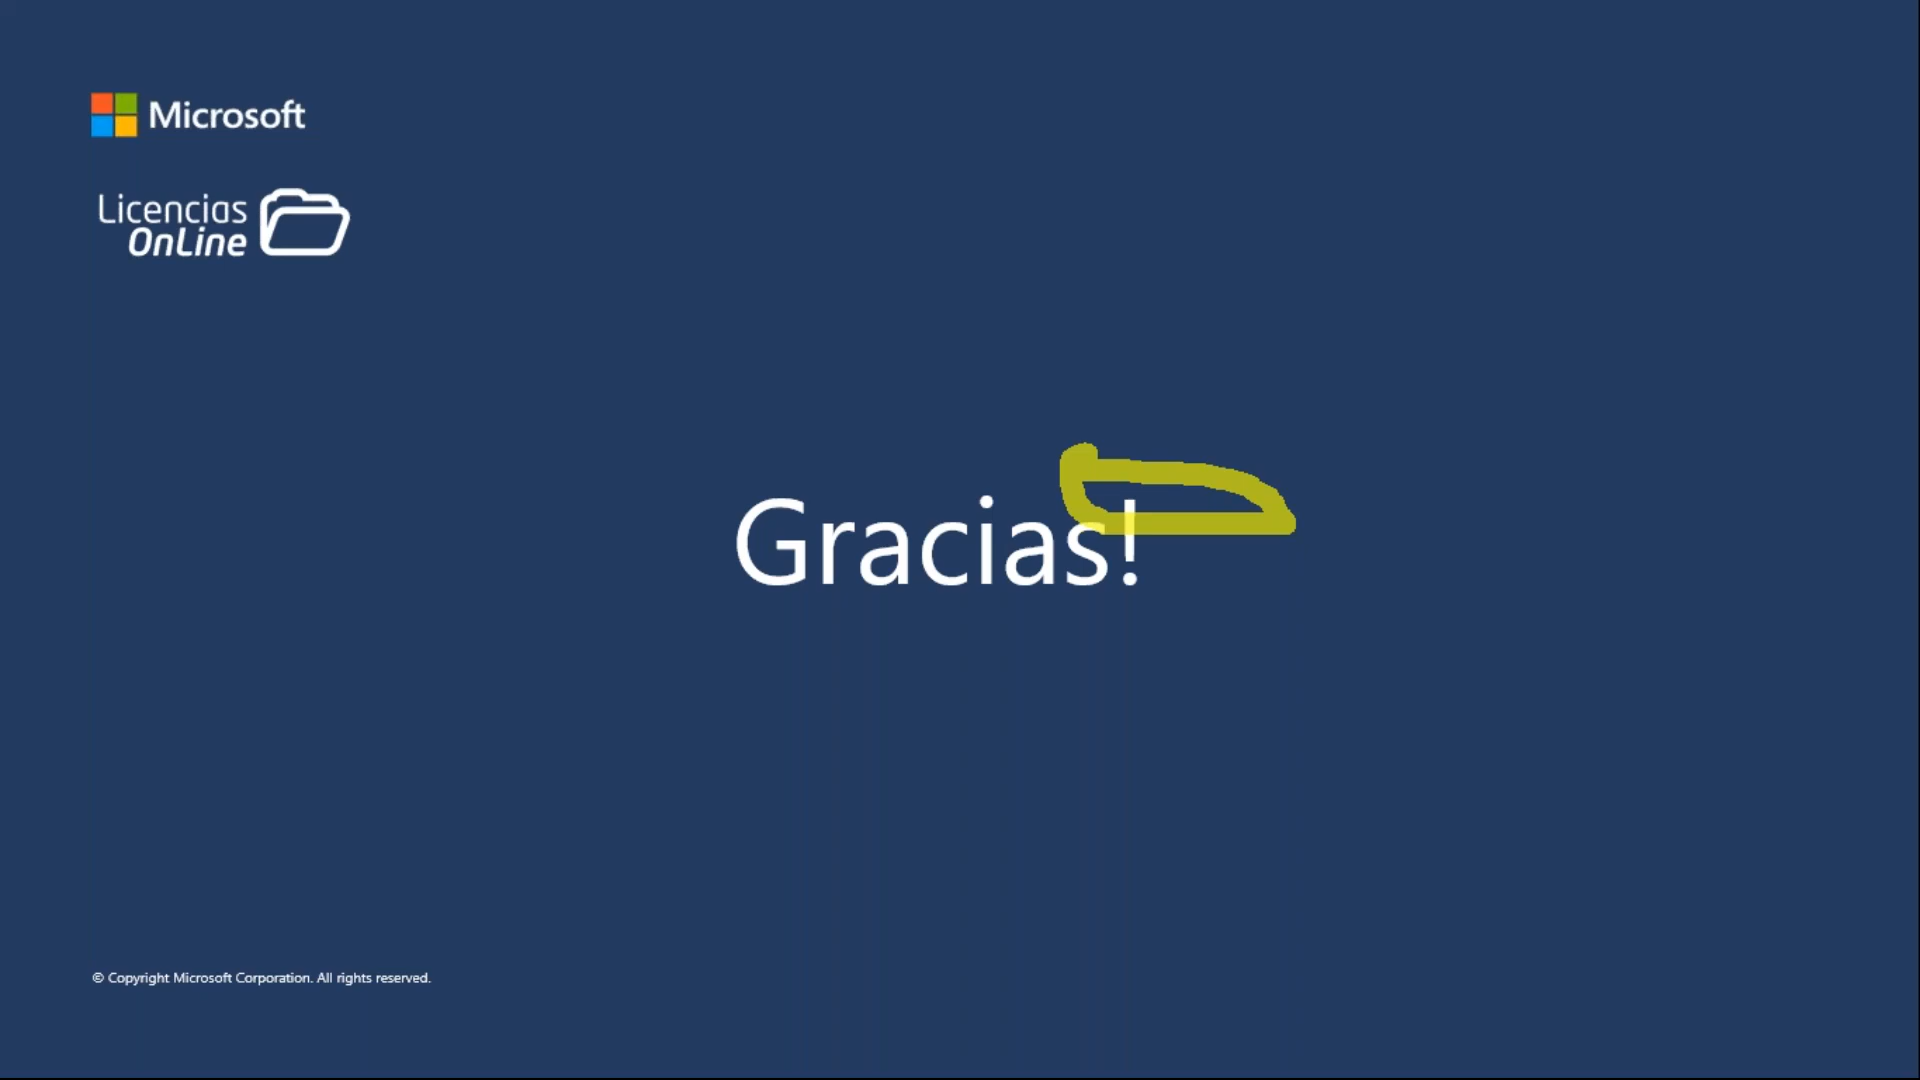 Microsoft
Licencias
OnLine
Gracias!
© Copyright Microsoft Corporation. All rights reserved.